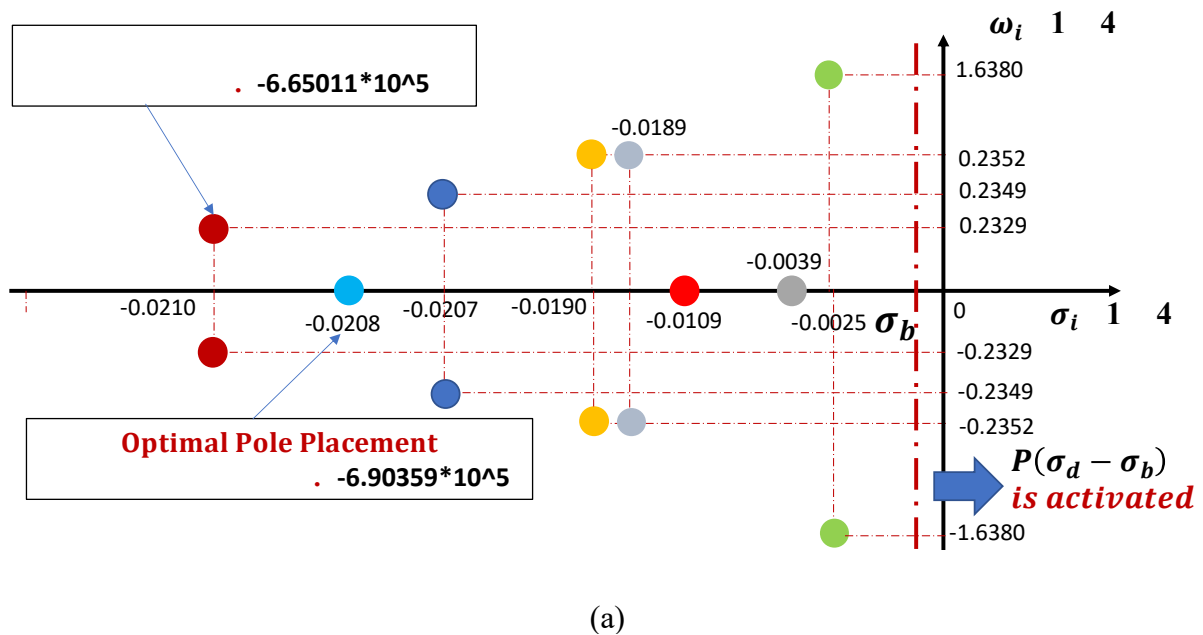 ω_i 1 4
. -6.65011*10^5
1.6380
-0.0189
0.2352
0.2349
0.2329
-0.0039
-0.0210
-0.0208
-0.0207
-0.0190
-0.0109
-0.0025
σ_b
0
σ_i 1 4
-0.2329
-0.2349
-0.2352
Optimal Pole Placement
. -6.90359*10^5
P(σ_d − σ_b)
is activated
-1.6380
(a)